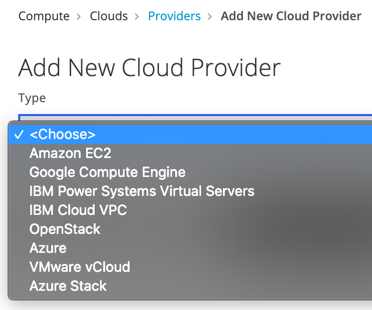 Compute > Clouds > Providers > Add New Cloud Provider
Add New Cloud Provider
Type
✓ <Choose>
Amazon EC2
Google Compute Engine
IBM Power Systems Virtual Servers
IBM Cloud VPC
OpenStack
Azure
VMware vCloud
Azure Stack